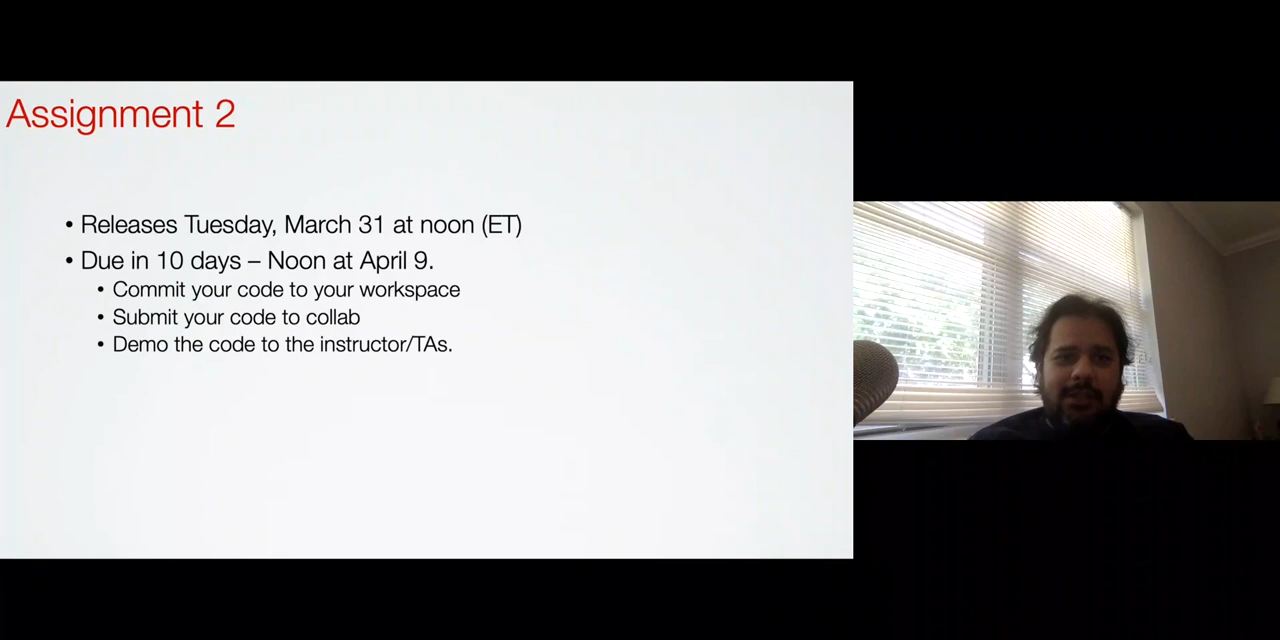 Assignment 2
• Releases Tuesday, March 31 at noon (ET)
• Due in 10 days – Noon at April 9.
• Commit your code to your workspace
• Submit your code to collab
• Demo the code to the instructor/TAs.